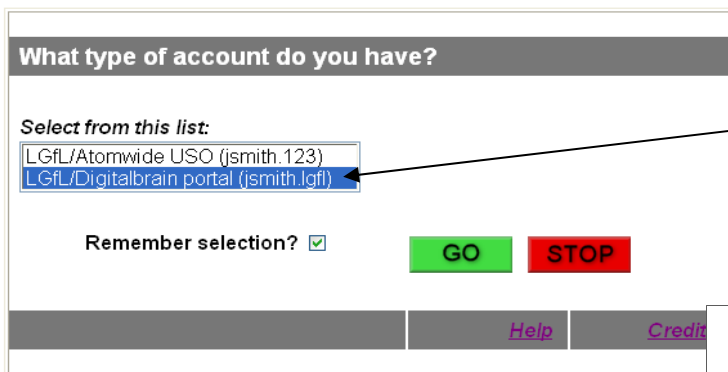 What type of account do you have?
Select from this list:
LGfL/Atomwide USO (jsmith.123)
LGfL/Digitalbrain portal (jsmith.lgfl)
Remember selection?
GO STOP
Help Credit